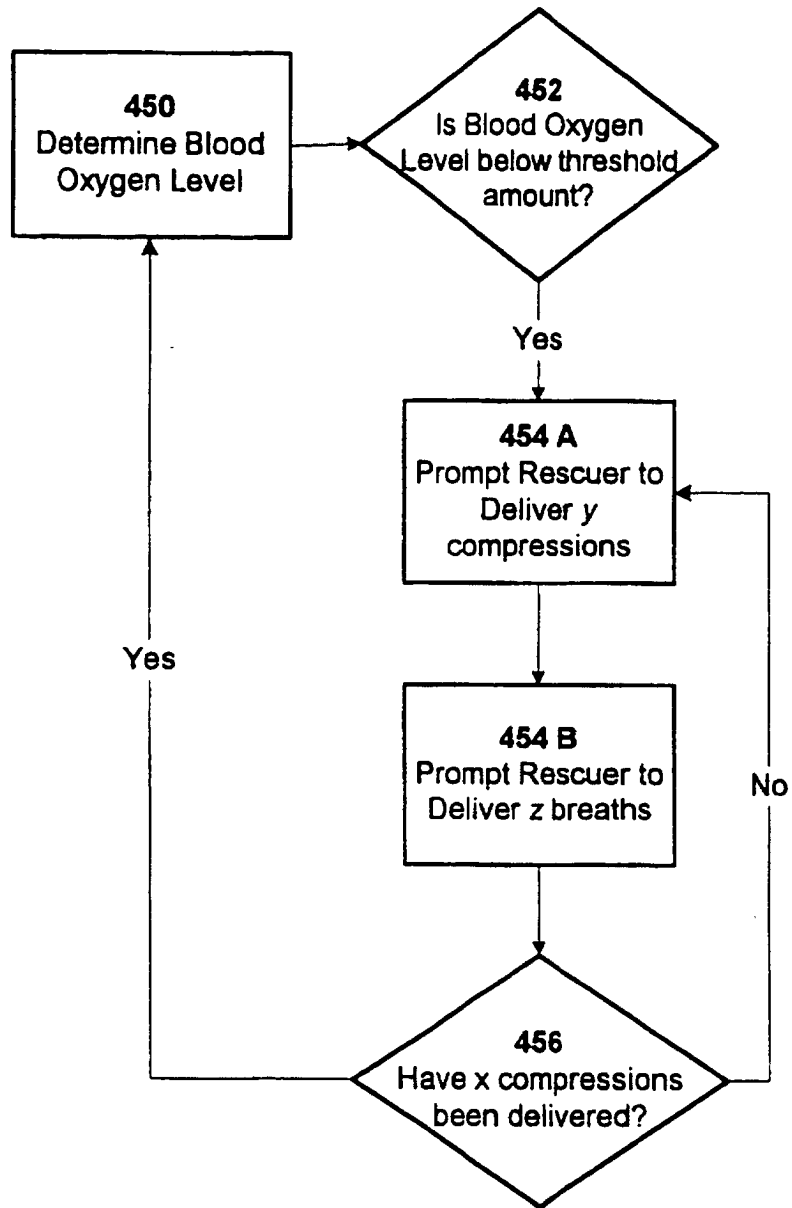 450
Determine Blood
Oxygen Level
452
Is Blood Oxygen
Level below threshold
amount?
Yes
454 A
Prompt Rescuer to
Deliver y
compressions
454 B
Prompt Rescuer to
Deliver z breaths
Yes
No
456
Have x compressions
been delivered?